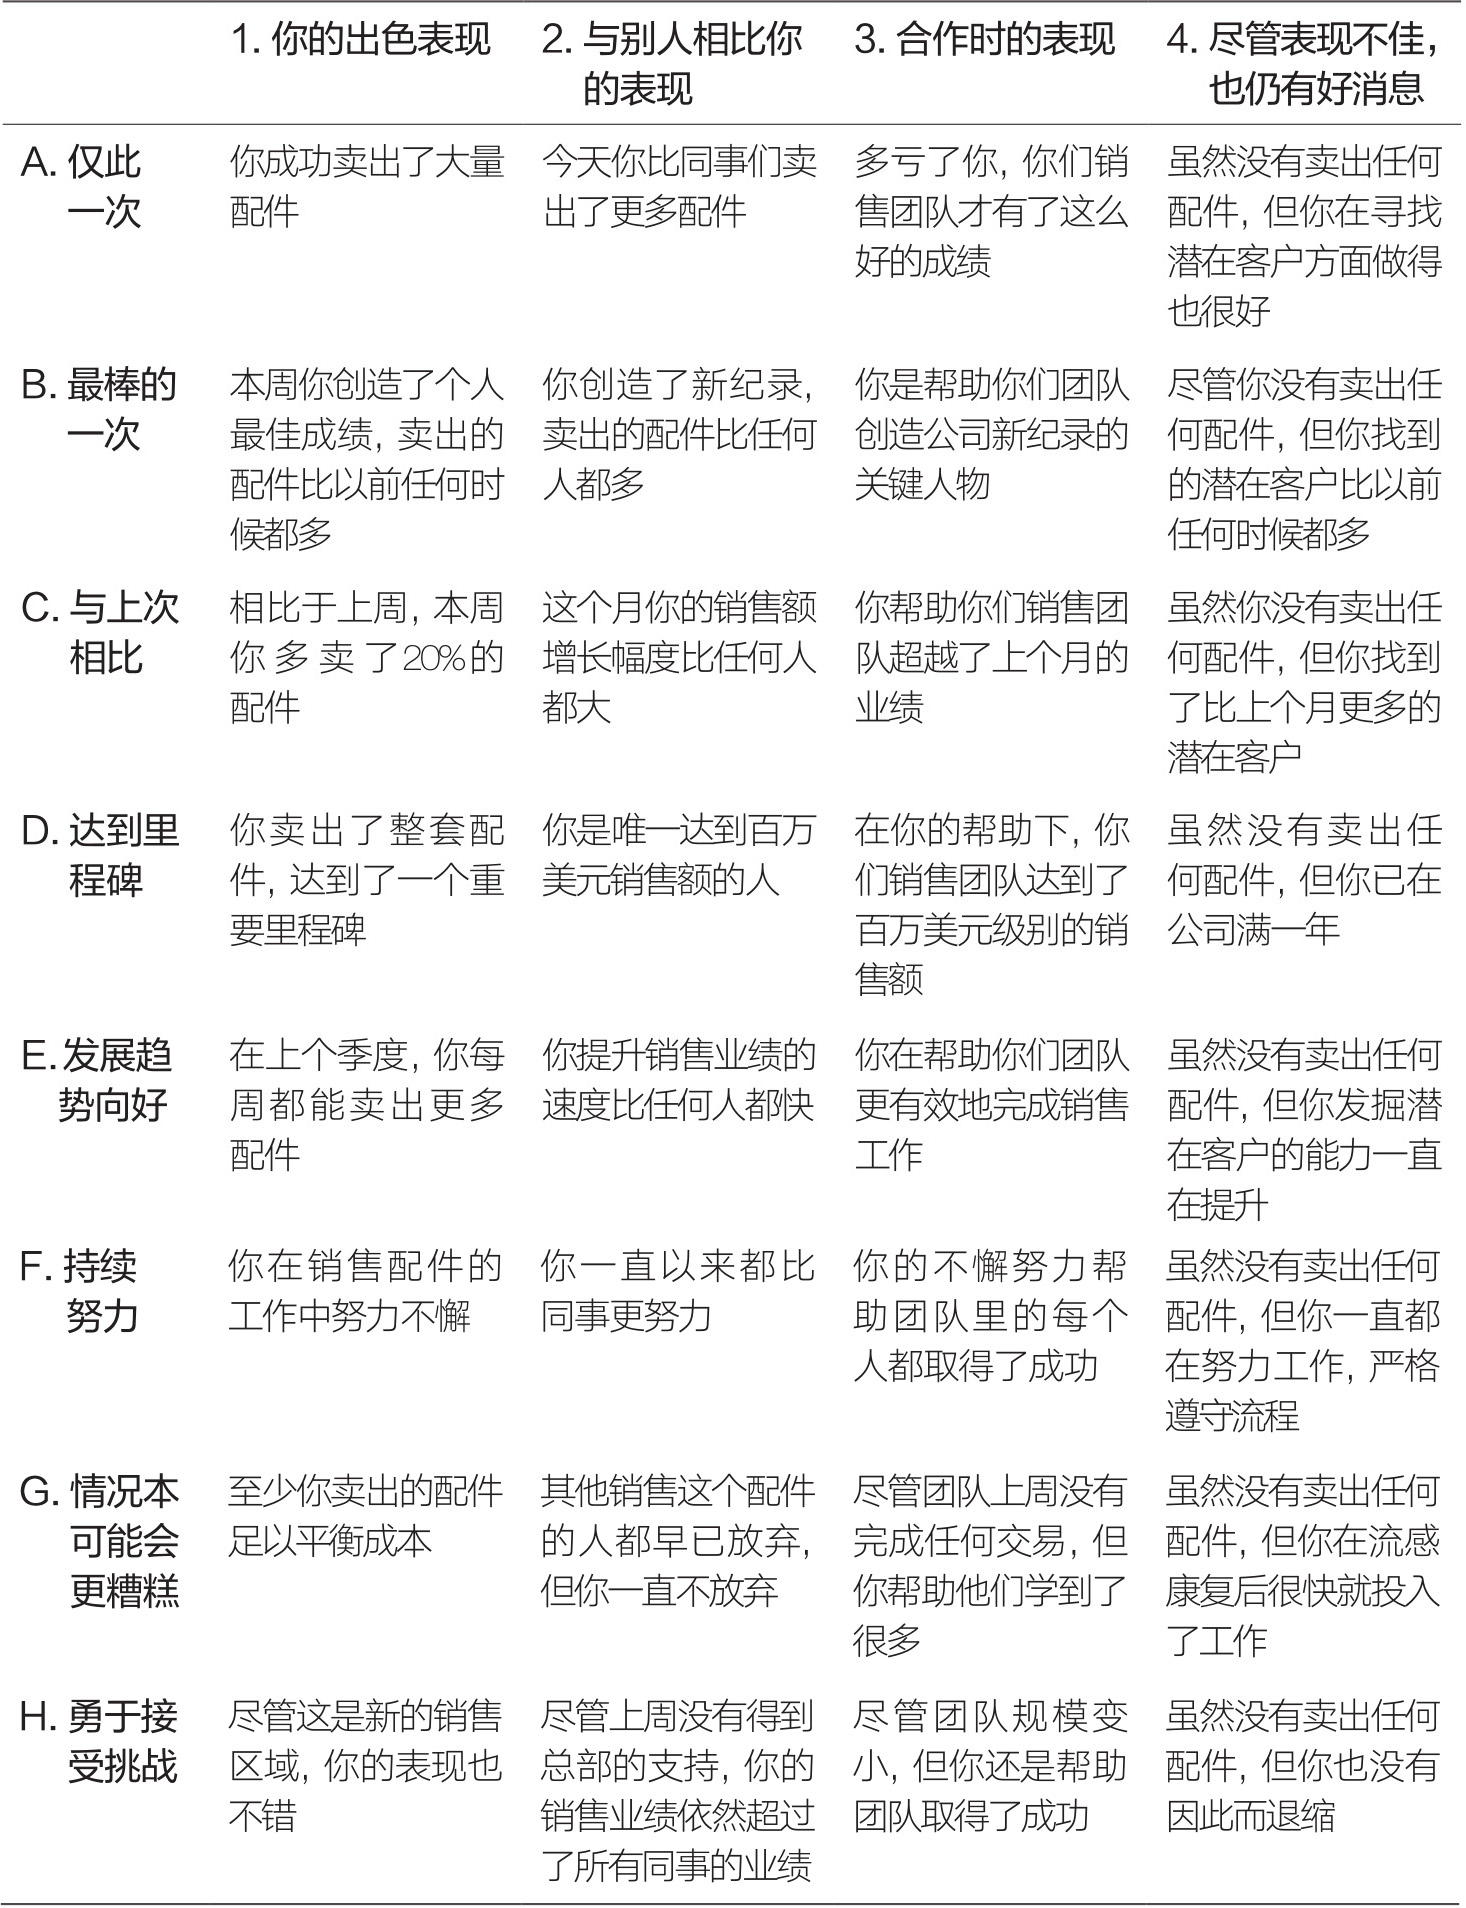 1. 你的出色表现
2. 与别人相比你
的表现
3. 合作时的表现
4. 尽管表现不佳，
也仍有好消息
A. 仅此
一次
你成功卖出了大量
配件
今天你比同事们卖
出了更多配件
多亏了你，你们销
售团队才有了这么
好的成绩
虽然没有卖出任何
配件，但你在寻找
潜在客户方面做得
也很好
B. 最棒的
一次
本周你创造了个人
最佳成绩，卖出的
配件比以前任何时
候都多
你创造了新纪录，
卖出的配件比任何
人都多
你是帮助你们团队
创造公司新纪录的
关键人物
尽管你没有卖出任
何配件，但你找到
的潜在客户比以前
任何时候都多
C. 与上次
相比
相比于上周，本周
你多卖了20%的
配件
这个月你的销售额
增长幅度比任何人
都大
你帮助你们销售团
队超越了上个月的
业绩
虽然你没有卖出任
何配件，但你找到
了比上个月更多的
潜在客户
D. 达到里
程碑
你卖出了整套配
件，达到了一个重
要里程碑
你是唯一达到百万
美元销售额的人
在你的帮助下，你
们销售团队达到了
百万美元级别的销
售额
虽然没有卖出任
何配件，但你已在
公司满一年
E. 发展趋
势向好
在上个季度，你每
周都能卖出更多
配件
你提升销售业绩的
速度比任何人都快
你在帮助你们团队
更有效地完成销售
工作
虽然没有卖出任何
配件，但你发掘潜
在客户的能力一直
在提升
F. 持续
努力
你在销售配件的
工作中努力不懈
你一直以来都比
同事更努力
你的不懈努力帮
助团队里的每个
人都取得了成功
虽然没有卖出任何
配件，但你一直都
在努力工作，严格
遵守流程
G. 情况本
可能会
更糟糕
至少你卖出的配件
足以平衡成本
其他销售这个配件
的人都早已放弃，
但你一直不放弃
尽管团队上周没有
完成任何交易，但
你帮助他们学到了
很多
虽然没有卖出任何
配件，但你在流感
康复后很快就投入
了工作
H. 勇于接
受挑战
尽管这是新的销售
区域，你的表现也
不错
尽管上周没有得到
总部的支持，你的
销售业绩依然超过
了所有同事的业绩
尽管团队规模变
小，但你还是帮助
团队取得了成功
虽然没有卖出任何
配件，但你也没有
因此而退缩